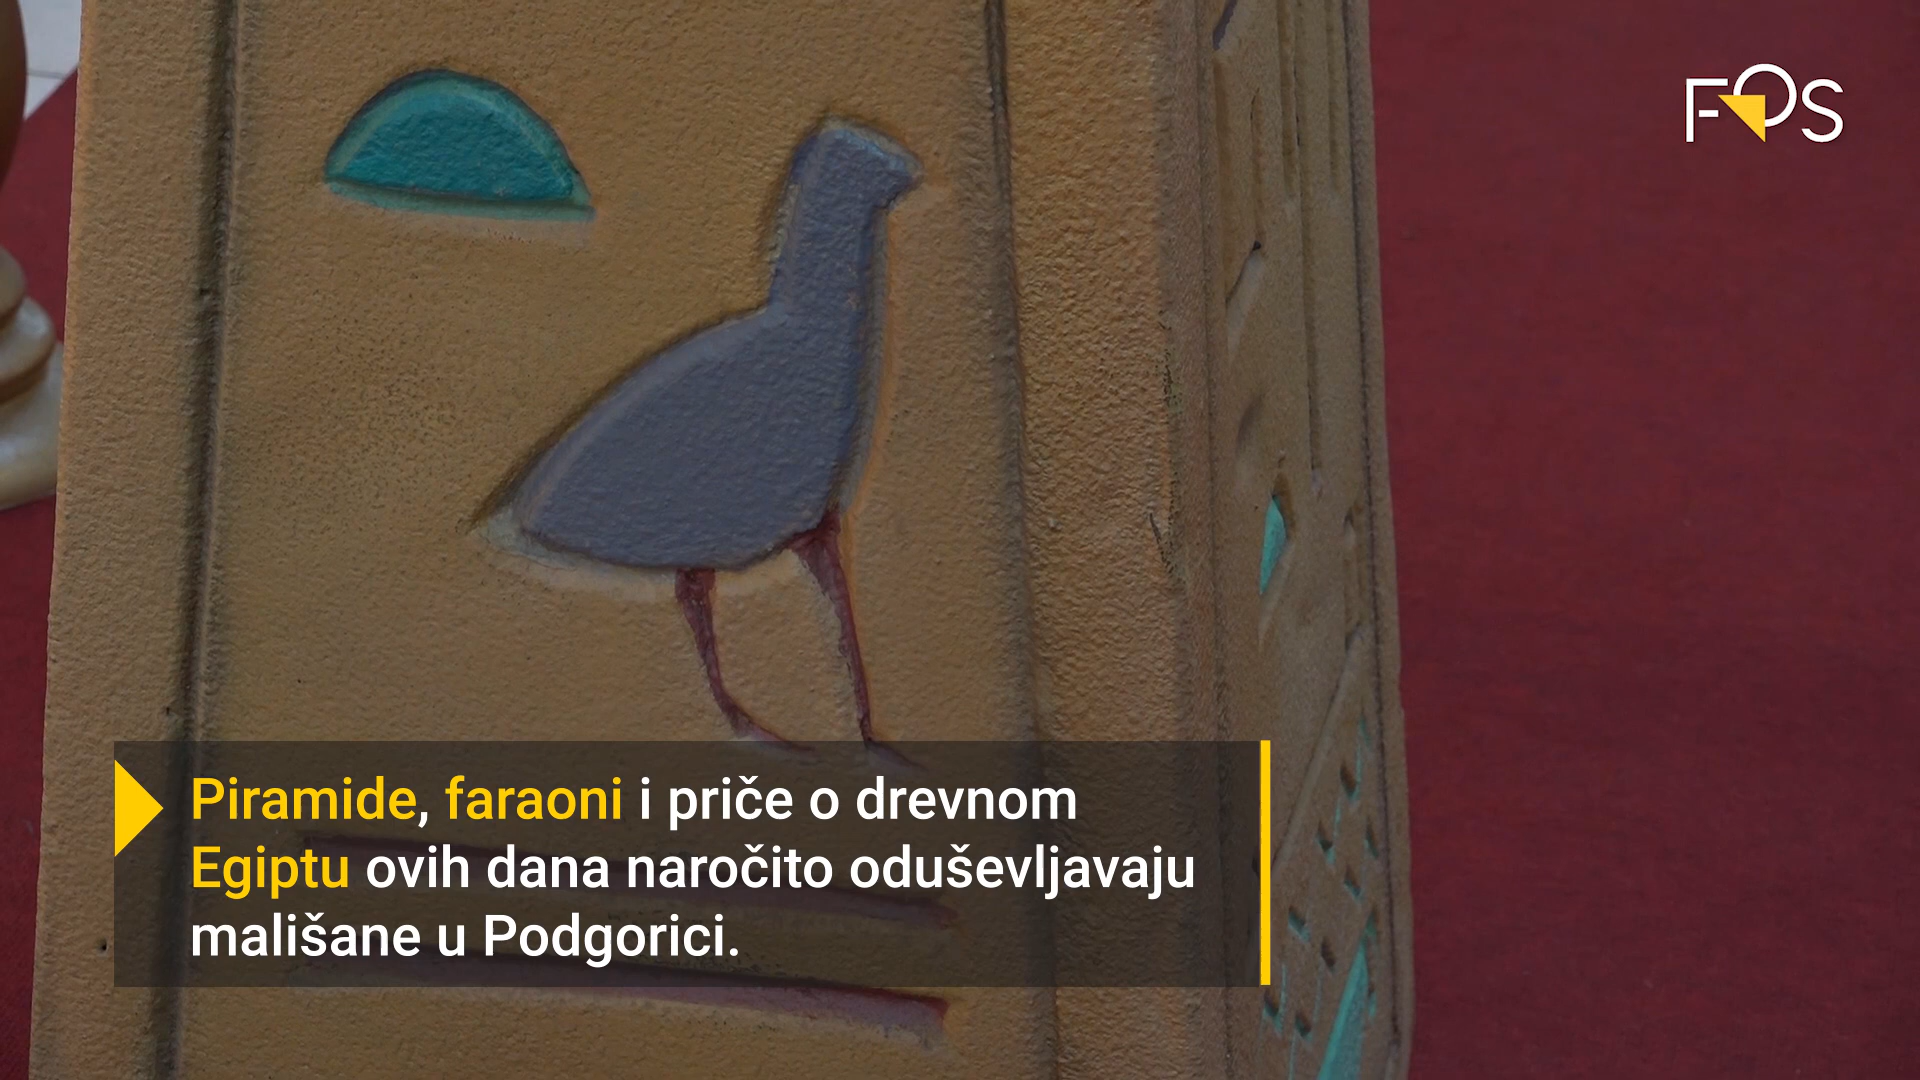 FOS
Piramide, faraoni i priče o drevnom
Egiptu ovih dana naročito oduševljavaju
mališane u Podgorici.